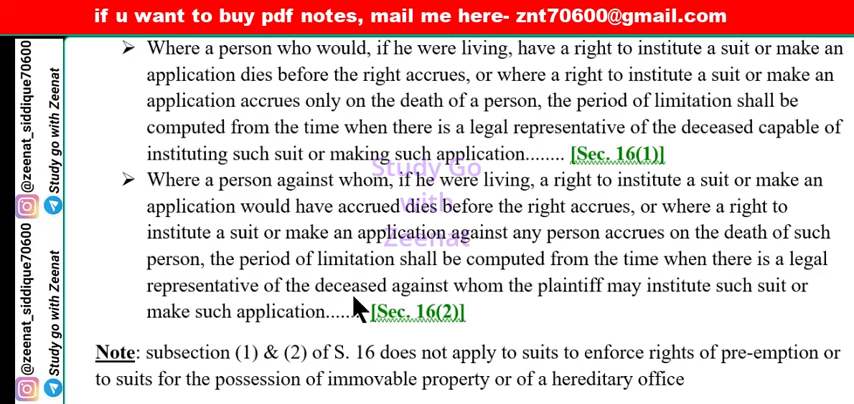 if u want to buy pdf notes, mail me here- znt70600@gmail.com
➢ Where a person who would, if he were living, have a right to institute a suit or make an
application dies before the right accrues, or where a right to institute a suit or make an
application accrues only on the death of a person, the period of limitation shall be
computed from the time when there is a legal representative of the deceased capable of
instituting such suit or making such application........ [Sec. 16(1)]
➢ Where a person against whom, if he were living, a right to institute a suit or make an
application would have accrued dies before the right accrues, or where a right to
institute a suit or make an application against any person accrues on the death of such
person, the period of limitation shall be computed from the time when there is a legal
representative of the deceased against whom the plaintiff may institute such suit or
make such application........ [Sec. 16(2)]
Note: subsection (1) & (2) of S. 16 does not apply to suits to enforce rights of pre-emption or
to suits for the possession of immovable property or of a hereditary office
Study Go
with
Zeenat
@zeenat_siddique70600
Study go with Zeenat
@zeenat_siddique70600
Study go with Zeenat